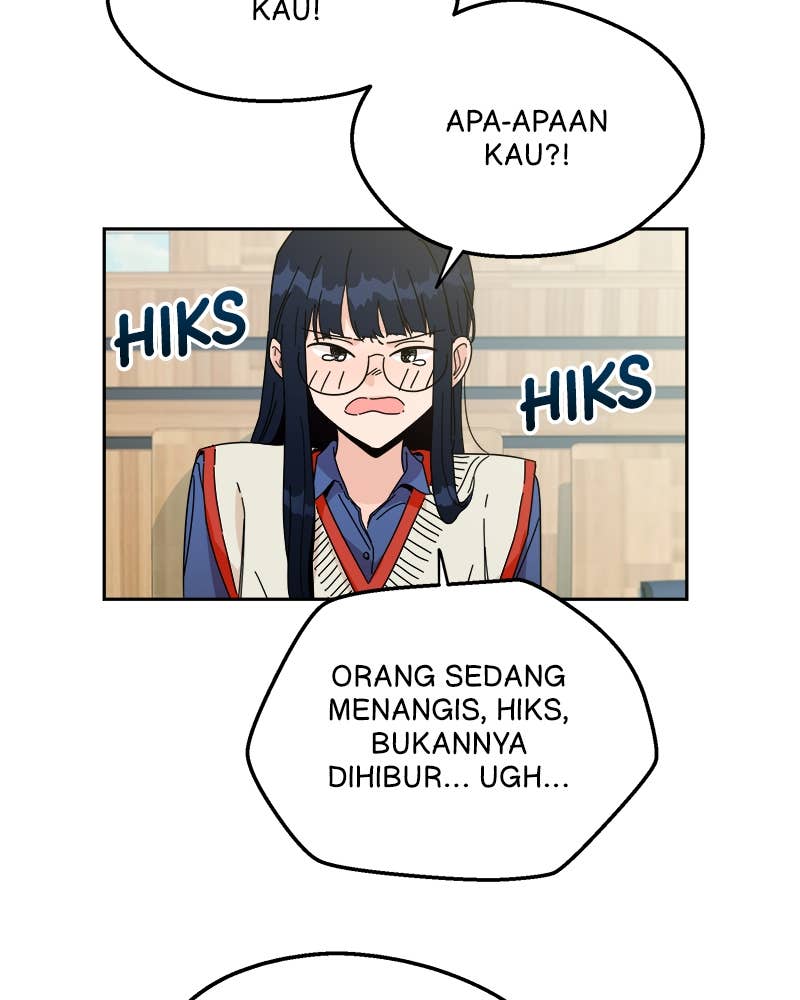 KAU!
APA-APAAN
KAU?!
HIKS
HIKS
ORANG SEDANG
MENANGIS, HIKS,
BUKANNYA
DIHIBUR... UGH...